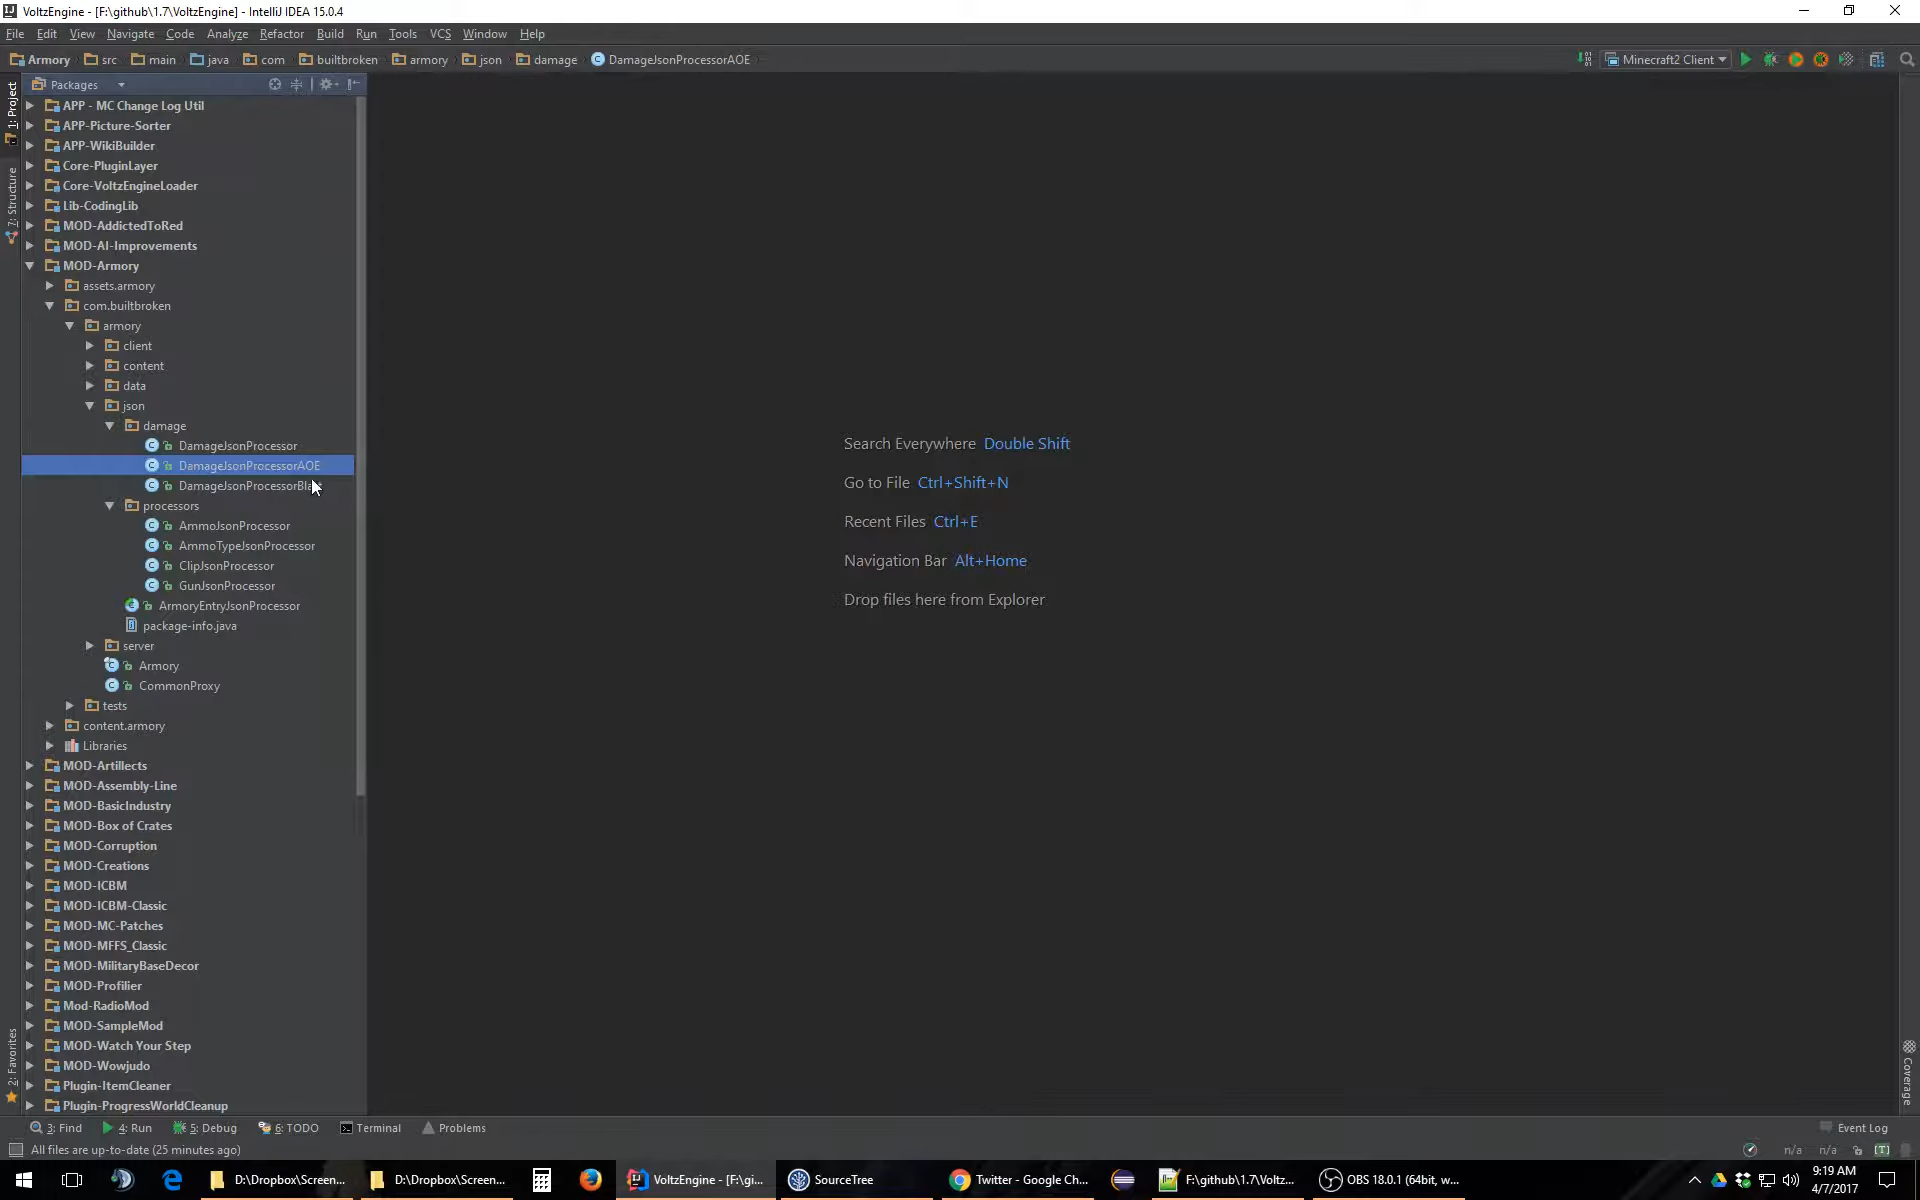 VoltzEngine - [F:\github\1.7\VoltzEngine] - IntelliJ IDEA 15.0.4
File Edit View Navigate Code Analyze Refactor Build Run Tools VCS Window Help
Armory src main java com builtbroken armory json damage DamageJsonProcessorAOE
Minecraft2 Client
1: Project
7: Structure
2: Favorites
Packages
APP - MC Change Log Util
APP-Picture-Sorter
APP-WikiBuilder
Core-PluginLayer
Core-VoltzEngineLoader
Lib-CodingLib
MOD-AddictedToRed
MOD-AI-Improvements
MOD-Armory
assets.armory
com.builtbroken
armory
client
content
data
json
damage
DamageJsonProcessor
DamageJsonProcessorAOE
DamageJsonProcessorBla
processors
AmmoJsonProcessor
AmmoTypeJsonProcessor
ClipJsonProcessor
GunJsonProcessor
ArmoryEntryJsonProcessor
package-info.java
server
Armory
CommonProxy
tests
content.armory
Libraries
MOD-Artillects
MOD-Assembly-Line
MOD-BasicIndustry
MOD-Box of Crates
MOD-Corruption
MOD-Creations
MOD-ICBM
MOD-ICBM-Classic
MOD-MC-Patches
MOD-MFFS_Classic
MOD-MilitaryBaseDecor
MOD-Profilier
Mod-RadioMod
MOD-SampleMod
MOD-Watch Your Step
MOD-Wowjudo
Plugin-ItemCleaner
Plugin-ProgressWorldCleanup
Search Everywhere Double Shift
Go to File Ctrl+Shift+N
Recent Files Ctrl+E
Navigation Bar Alt+Home
Drop files here from Explorer
Coverage
3: Find 4: Run 5: Debug 6: TODO Terminal Problems Event Log
All files are up-to-date (25 minutes ago) n/a n/a [T]
D:\Dropbox\Screen... D:\Dropbox\Screen... VoltzEngine - [F:\gi... SourceTree Twitter - Google Ch... F:\github\1.7\Voltz... OBS 18.0.1 (64bit, w...
9:19 AM
4/7/2017